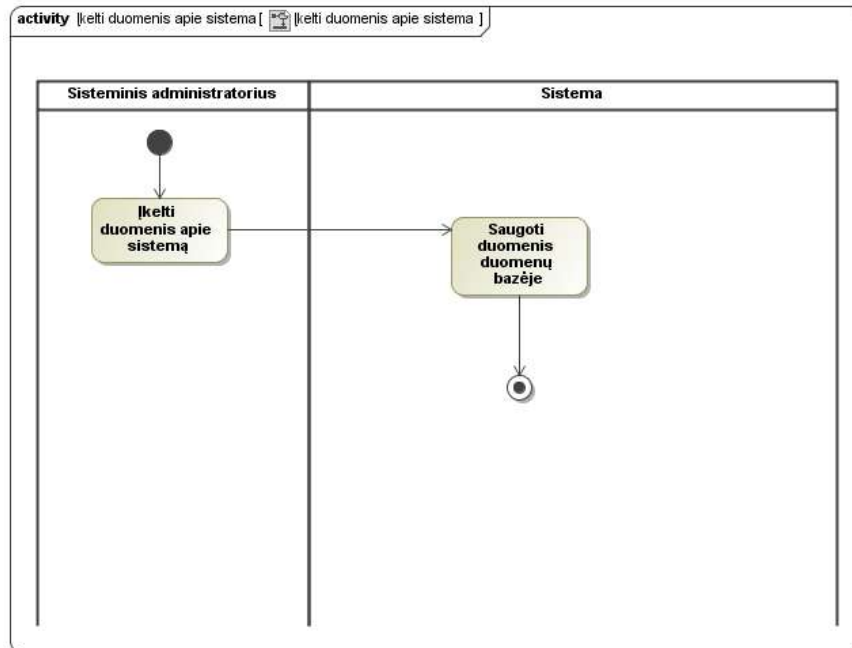 activity Įkelti duomenis apie sistema [ Įkelti duomenis apie sistema ]
Sisteminis administratorius
Sistema
Įkelti
duomenis apie
sistemą
Saugoti
duomenis
duomenų
bazėje